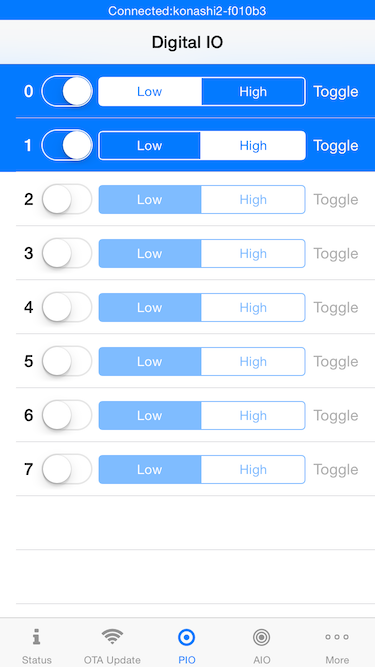 Connected:konashi2-f010b3
Digital IO
0 Low High Toggle
1 Low High Toggle
2 Low High Toggle
3 Low High Toggle
4 Low High Toggle
5 Low High Toggle
6 Low High Toggle
7 Low High Toggle
Status OTA Update PIO AIO More